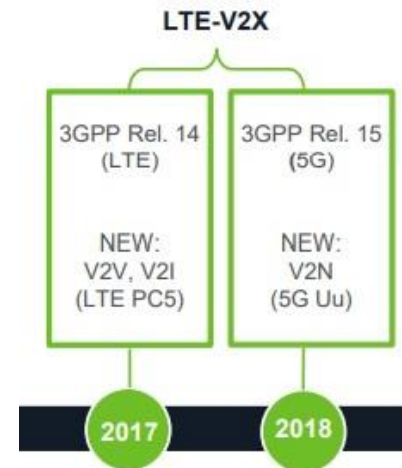 LTE-V2X
3GPP Rel. 14
(LTE)
NEW:
V2V, V2I
(LTE PC5)
3GPP Rel. 15
(5G)
NEW:
V2N
(5G Uu)
2017
2018